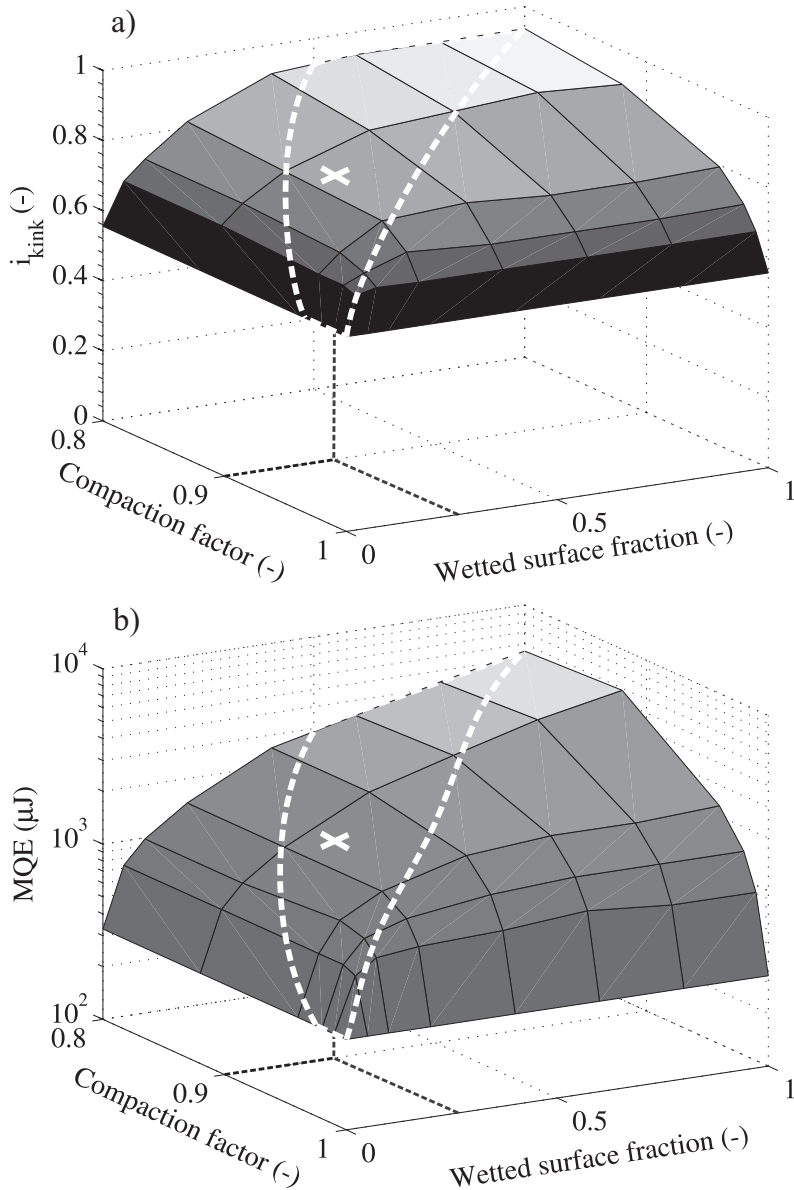 a)
1
0.8
0.6
0.4
0.2
0
i_kink (-)
0.8
0.9
1
Compaction factor (-)
0
0.5
1
Wetted surface fraction (-)
b)
10^4
10^3
10^2
MQE (µJ)
0.8
0.9
1
Compaction factor (-)
0
0.5
1
Wetted surface fraction (-)